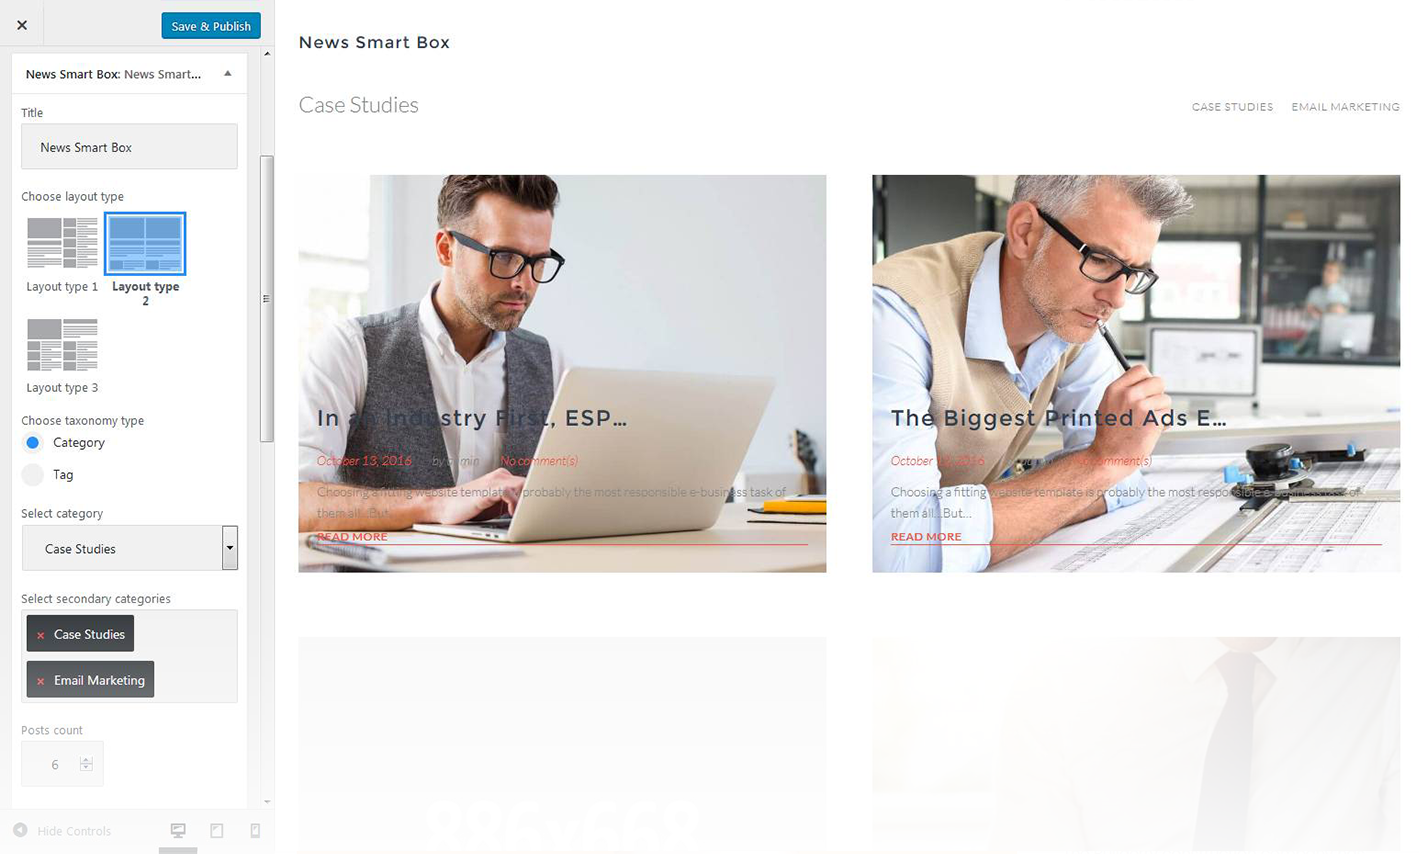 Save & Publish
News Smart Box: News Smart...
Title
News Smart Box
Choose layout type
Layout type 1
Layout type
2
Layout type 3
Choose taxonomy type
Category
Tag
Select category
Case Studies
Select secondary categories
× Case Studies
× Email Marketing
Posts count
6
Hide Controls
News Smart Box
Case Studies
CASE STUDIES EMAIL MARKETING
In an Industry First, ESP...
October 13, 2016 by admin No comment(s)
Choosing a fitting website template is probably the most responsible e-business task of
them all...But...
READ MORE
The Biggest Printed Ads E...
October 13, 2016 by admin No comment(s)
Choosing a fitting website template is probably the most responsible e-business task of
them all...But...
READ MORE
886x668